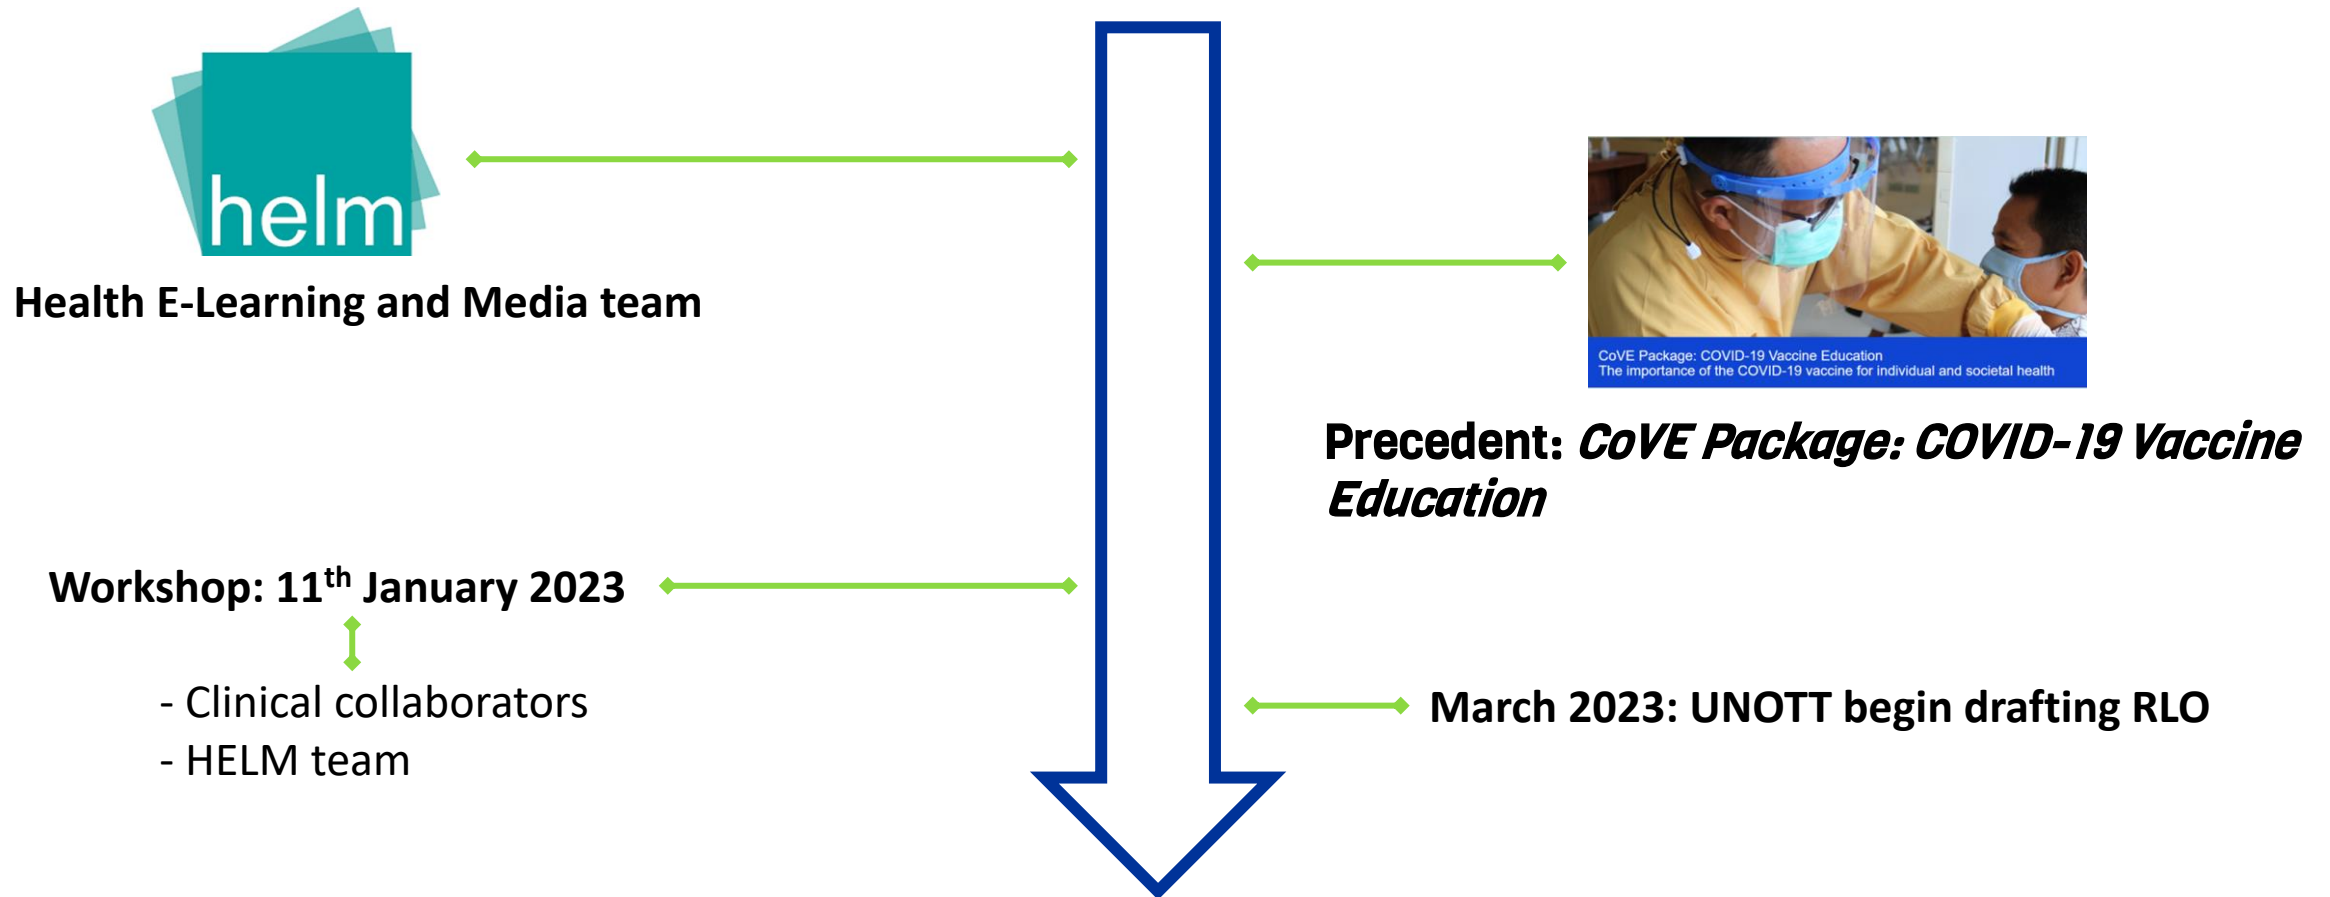 helm
Health E-Learning and Media team
CoVE Package: COVID-19 Vaccine Education
The importance of the COVID-19 vaccine for individual and societal health
Precedent: CoVE Package: COVID-19 Vaccine
Education
Workshop: 11th January 2023
- Clinical collaborators
- HELM team
March 2023: UNOTT begin drafting RLO